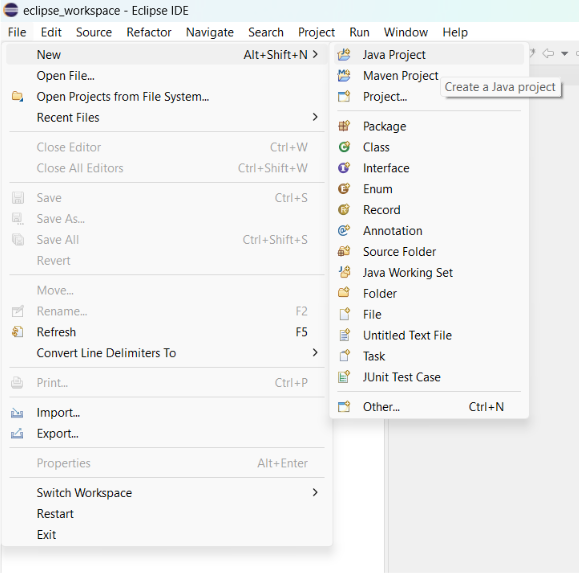 eclipse_workspace - Eclipse IDE
File Edit Source Refactor Navigate Search Project Run Window Help
New Alt+Shift+N
Open File...
Open Projects from File System...
Recent Files
Close Editor Ctrl+W
Close All Editors Ctrl+Shift+W
Save Ctrl+S
Save As...
Save All Ctrl+Shift+S
Revert
Move...
Rename... F2
Refresh F5
Convert Line Delimiters To
Print... Ctrl+P
Import...
Export...
Properties Alt+Enter
Switch Workspace
Restart
Exit
Java Project
Maven Project
Create a Java project
Project...
Package
Class
Interface
Enum
Record
Annotation
Source Folder
Java Working Set
Folder
File
Untitled Text File
Task
JUnit Test Case
Other... Ctrl+N